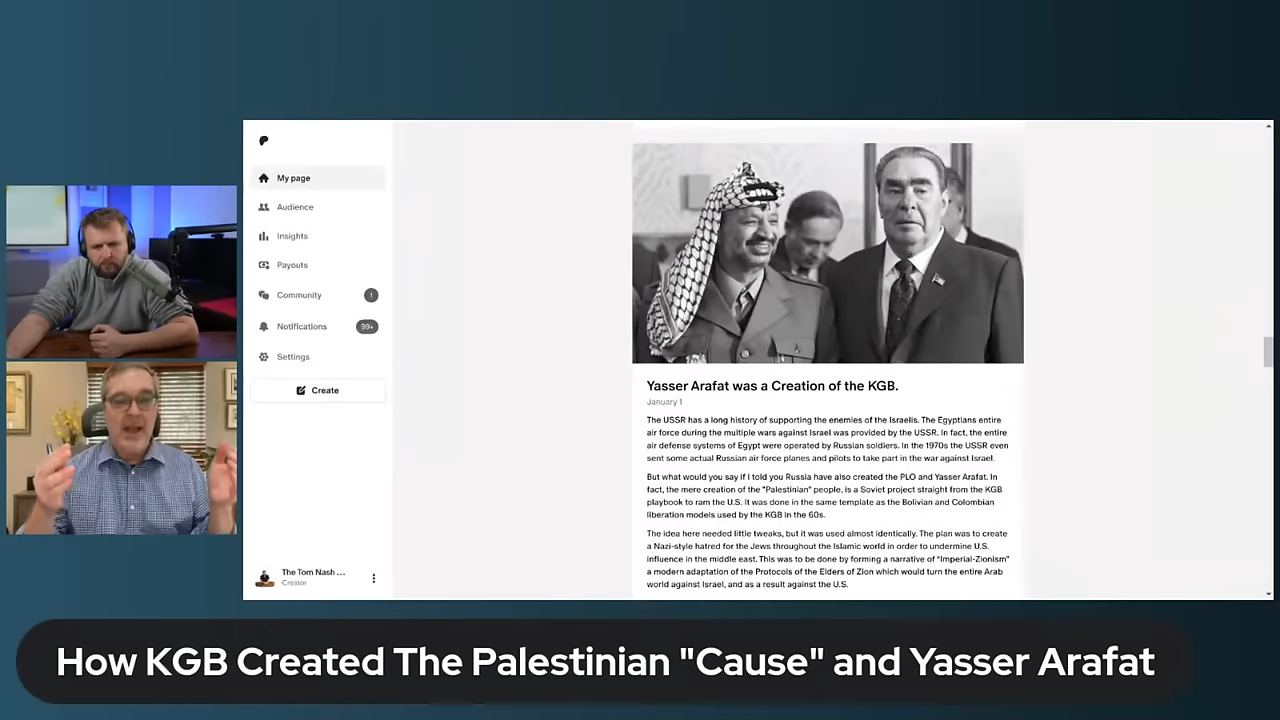 My page
Audience
Insights
Payouts
Community
1
Notifications
99+
Settings
Create
The Tom Nash ...
Creator
Yasser Arafat was a Creation of the KGB.
January 1
The USSR has a long history of supporting the enemies of the Israelis. The Egyptians entire
air force during the multiple wars against Israel was provided by the USSR. In fact, the entire
air defense systems of Egypt were operated by Russian soldiers. In the 1970s the USSR even
sent some actual Russian air force planes and pilots to take part in the war against Israel.
But what would you say if I told you Russia have also created the PLO and Yasser Arafat. In
fact, the mere creation of the "Palestinian" people, is a Soviet project straight from the KGB
playbook to ram the U.S. It was done in the same template as the Bolivian and Colombian
liberation models used by the KGB in the 60s.
The idea here needed little tweaks, but it was used almost identically. The plan was to create
a Nazi-style hatred for the Jews throughout the Islamic world in order to undermine U.S.
influence in the middle east. This was to be done by forming a narrative of "Imperial-Zionism"
a modern adaptation of the Protocols of the Elders of Zion which would turn the entire Arab
world against Israel, and as a result against the U.S.
How KGB Created The Palestinian "Cause" and Yasser Arafat